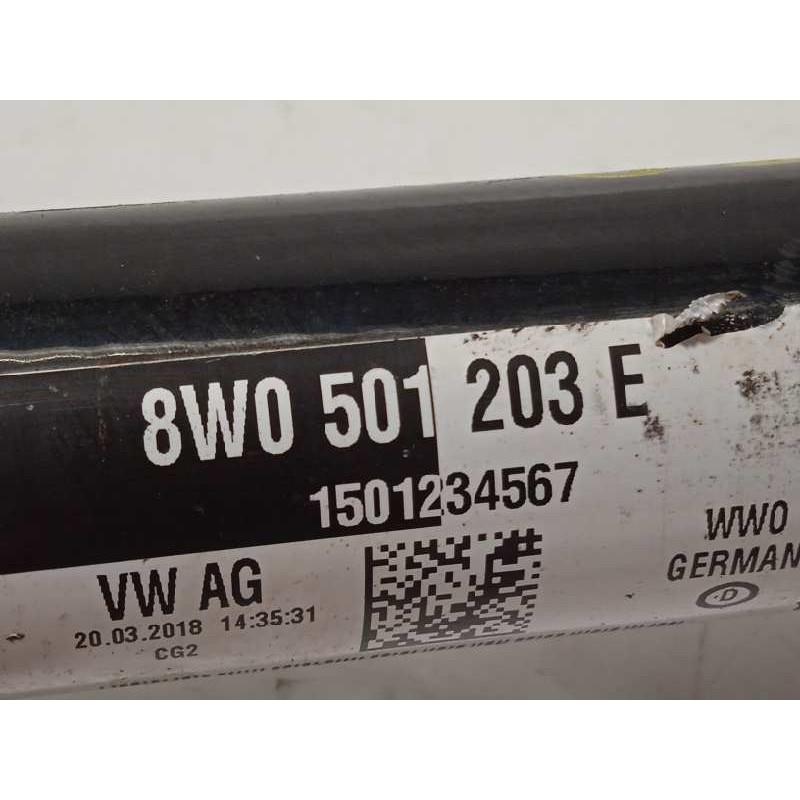 8W0 501 203 E
1501234567
WW0
GERMAN
VW AG
D
20.03.2018 14:35:31
CG2